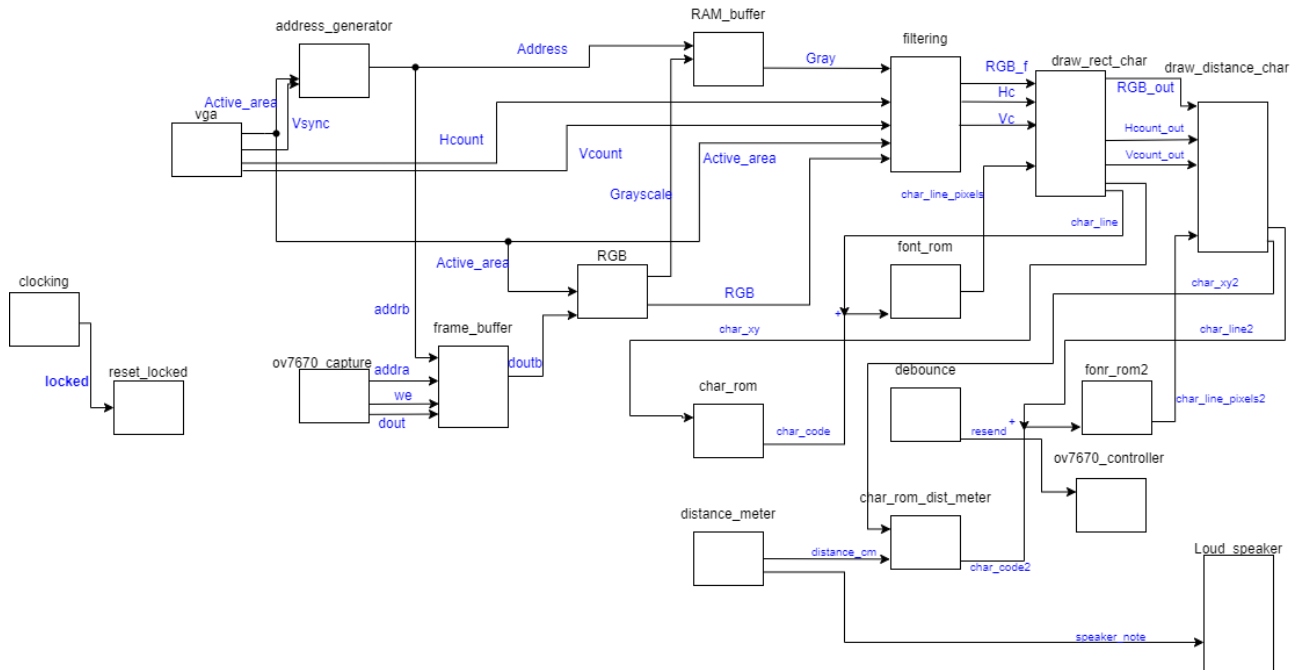 RAM_buffer
address_generator
filtering
Address
Gray
RGB_f
draw_rect_char
draw_distance_char
Hc
RGB_out
Active_area
vga
Vsync
Vc
Hcount_out
Hcount
Vcount
Active_area
Vcount_out
Grayscale
char_line_pixels
char_line
font_rom
RGB
Active_area
clocking
RGB
char_xy2
addrb
+
frame_buffer
char_xy
char_line2
ov7670_capture
doutb
addra
reset_locked
locked
debounce
fonr_rom2
char_rom
we
dout
char_line_pixels2
char_code
resend
+
ov7670_controller
char_rom_dist_meter
distance_meter
distance_cm
char_code2
Loud_speaker
speaker_note